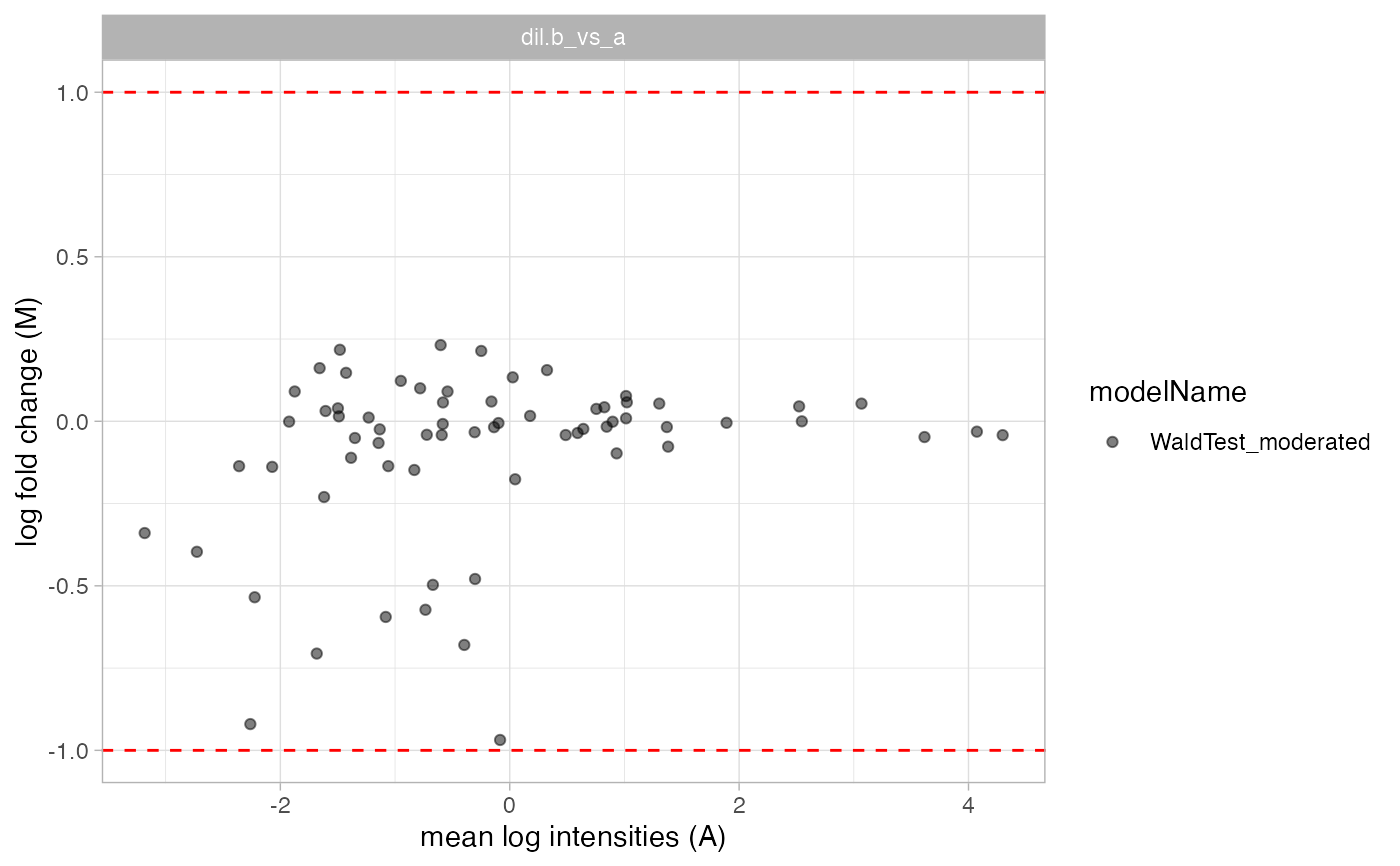 dil.b_vs_a
1.0
0.5
0.0
-0.5
-1.0
log fold change (M)
-2
0
2
4
mean log intensities (A)
modelName
WaldTest_moderated